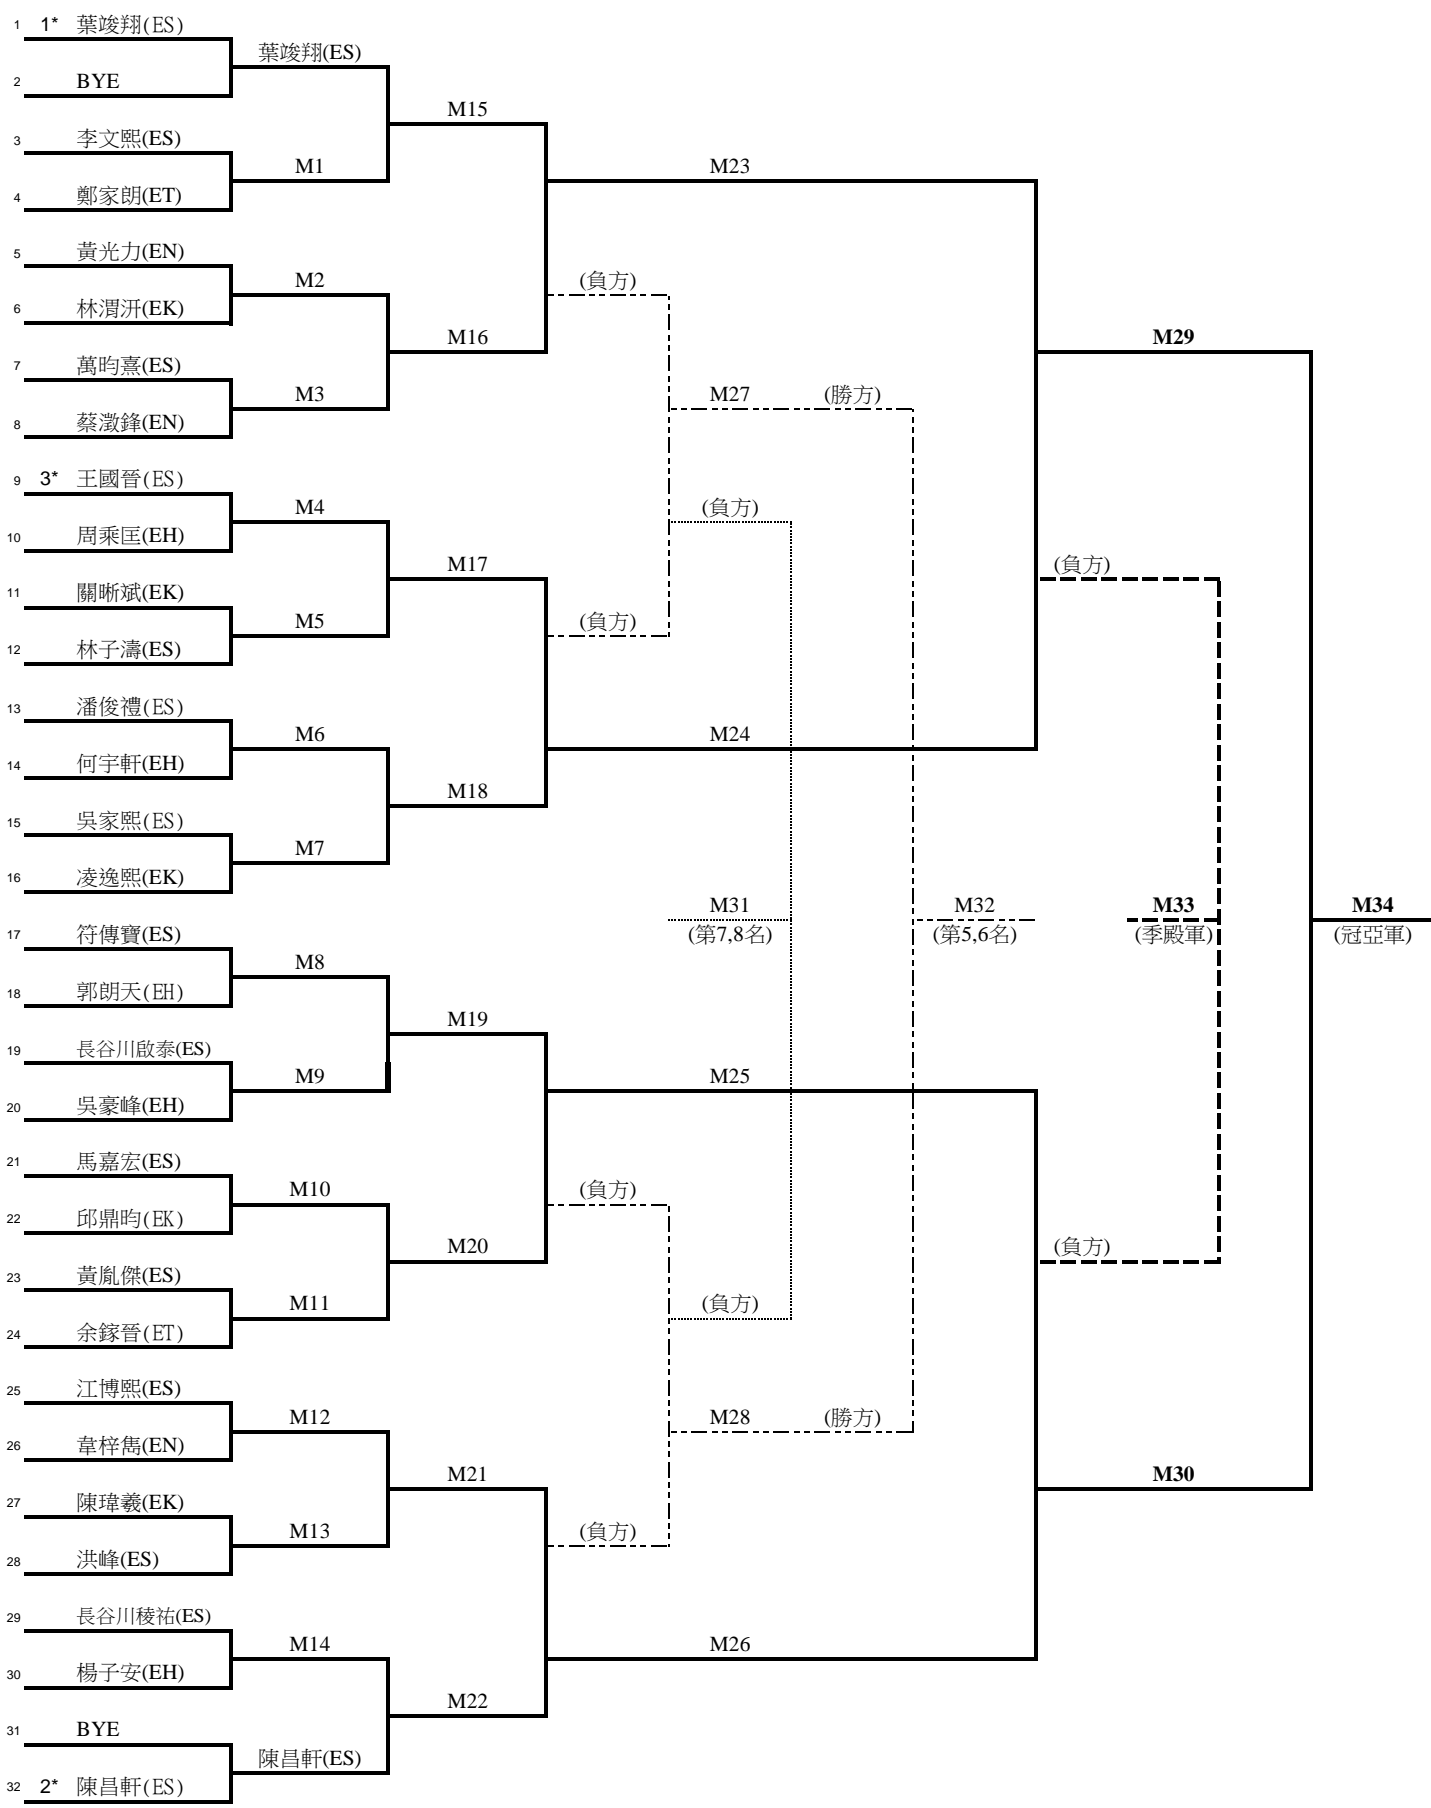 1 1* 葉竣翔(ES)
葉竣翔(ES)
2 BYE
M15
3 李文熙(ES)
M1
M23
4 鄭家朗(ET)
5 黃光力(EN)
M2
(負方)
6 林渭汧(EK)
M16
M29
7 萬昀熹(ES)
M3
M27 (勝方)
8 蔡澂鋒(EN)
9 3* 王國晉(ES)
M4
(負方)
10 周乘匡(EH)
M17
(負方)
11 關晰斌(EK)
M5
(負方)
12 林子濤(ES)
13 潘俊禮(ES)
M6
M24
14 何宇軒(EH)
M18
15 吳家熙(ES)
M7
16 凌逸熙(EK)
M31
M32
M33
M34
17 符傳寶(ES)
(第7,8名)
(第5,6名)
(季殿軍)
(冠亞軍)
M8
18 郭朗天(EH)
M19
19 長谷川啟泰(ES)
M9
M25
20 吳豪峰(EH)
21 馬嘉宏(ES)
M10
(負方)
22 邱鼎昀(EK)
M20
(負方)
23 黃胤傑(ES)
M11
(負方)
24 余鎵晉(ET)
25 江博熙(ES)
M12
M28 (勝方)
26 韋梓雋(EN)
M21
M30
27 陳瑋羲(EK)
M13
(負方)
28 洪峰(ES)
29 長谷川稜祐(ES)
M14
M26
30 楊子安(EH)
M22
31 BYE
陳昌軒(ES)
32 2* 陳昌軒(ES)